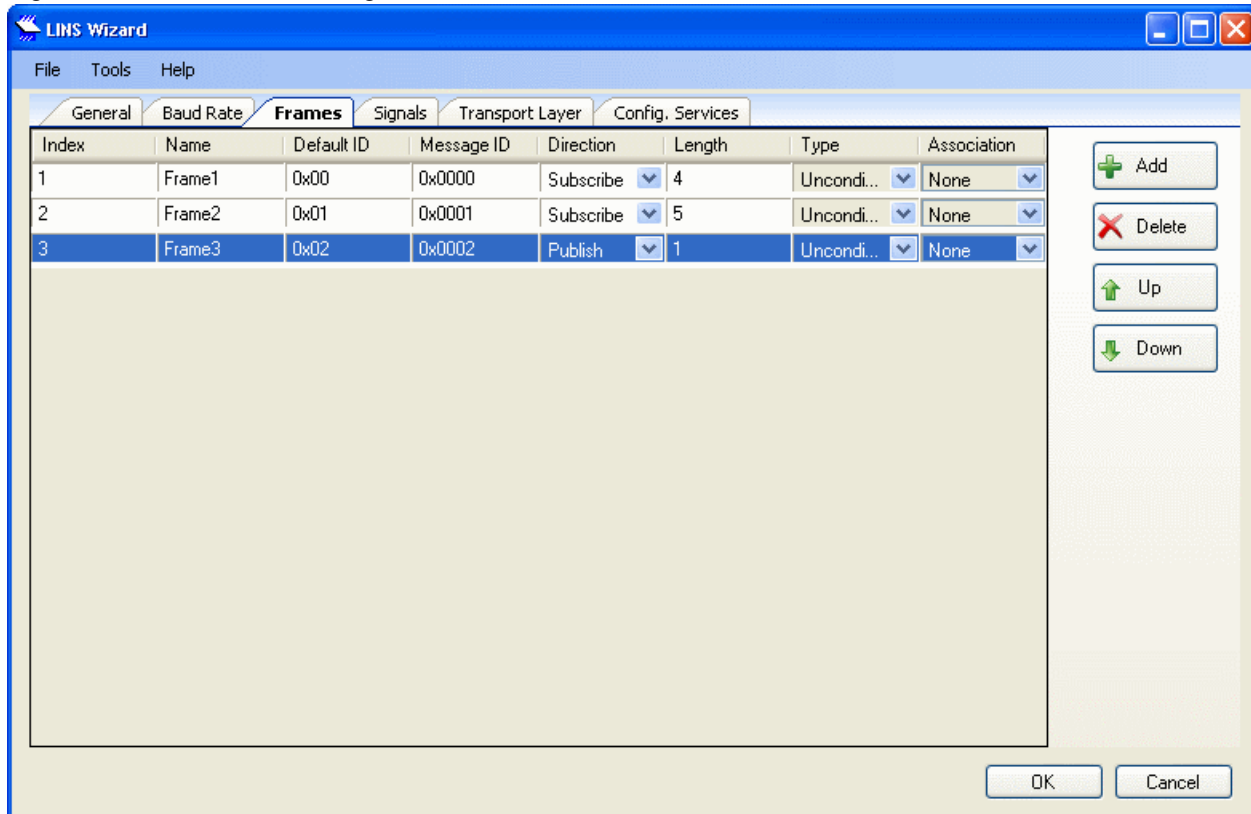 LINS Wizard
File Tools Help
General Baud Rate Frames Signals Transport Layer Config. Services
Index Name Default ID Message ID Direction Length Type Association
1 Frame1 0x00 0x0000 Subscribe 4 Uncondi... None
2 Frame2 0x01 0x0001 Subscribe 5 Uncondi... None
3 Frame3 0x02 0x0002 Publish 1 Uncondi... None
Add
Delete
Up
Down
OK Cancel